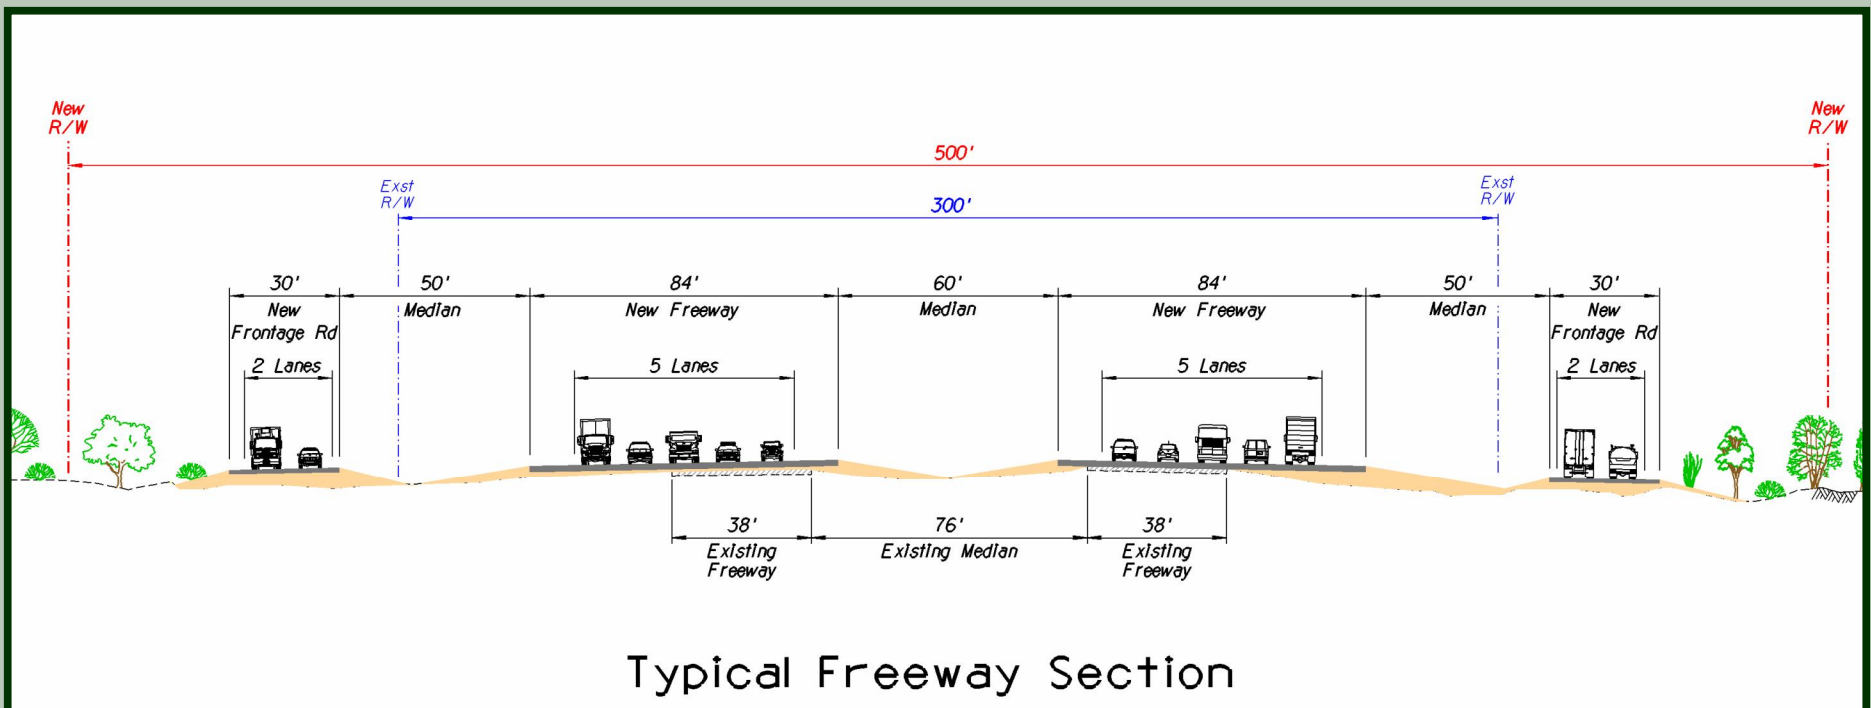 New
R/W
New
R/W
500'
Exst
R/W
Exst
R/W
300'
30'
50'
84'
60'
84'
50'
30'
New
Frontage Rd
Median
New Freeway
Median
New Freeway
Median
New
Frontage Rd
2 Lanes
5 Lanes
5 Lanes
2 Lanes
38'
76'
38'
Existing
Freeway
Existing Median
Existing
Freeway
Typical Freeway Section